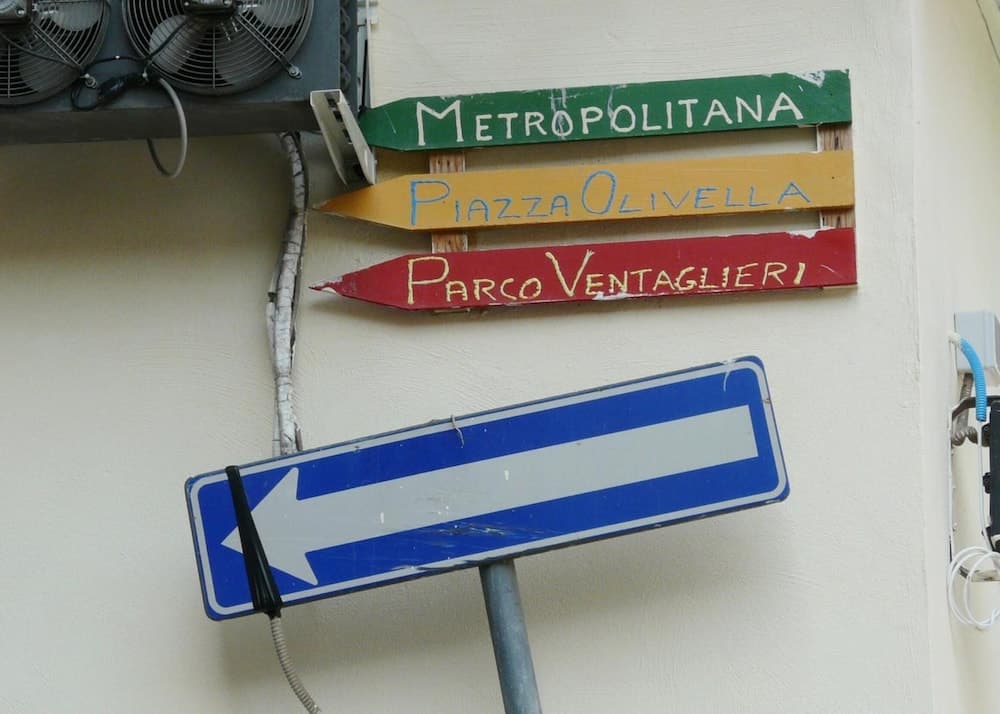 METROPOLITANA
PIAZZA OLIVELLA
PARCO VENTAGLIERI